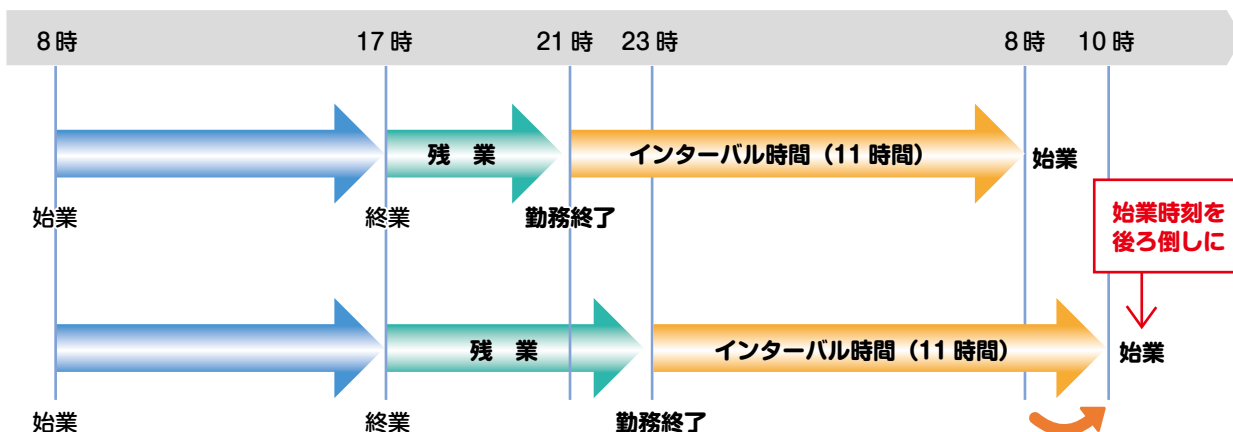 8時 17時 21時 23時 8時 10時
残業 インターバル時間（11時間） 始業
始業 終業 勤務終了
始業時刻を
後ろ倒しに
残業 インターバル時間（11時間） 始業
始業 終業 勤務終了